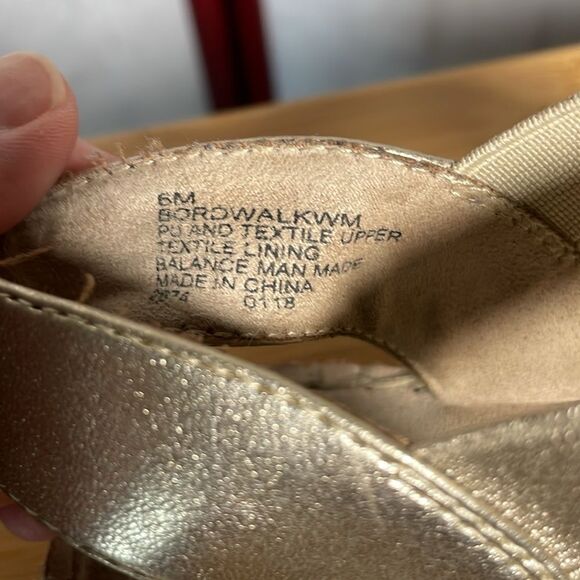 6M
BORDWALKWM
PU AND TEXTILE UPPER
TEXTILE LINING
BALANCE MAN MADE
MADE IN CHINA
0118